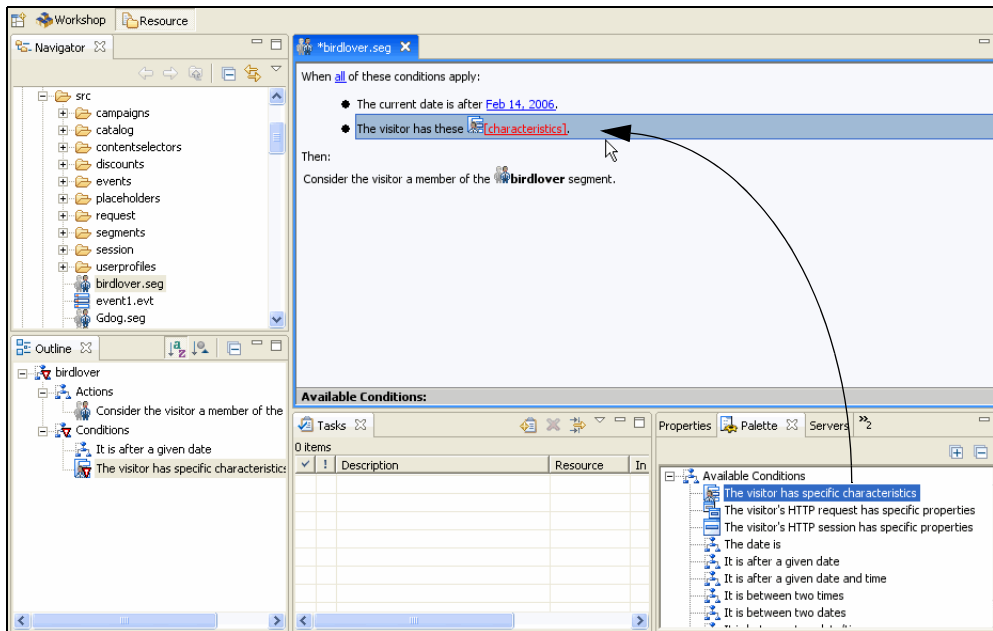 Workshop
Resource
Navigator
src
campaigns
catalog
contentselectors
discounts
events
placeholders
request
segments
session
userprofiles
birdlover.seg
event1.evt
Gdog.seg
Outline
birdlover
Actions
Consider the visitor a member of the
Conditions
It is after a given date
The visitor has specific characteristics
*birdlover.seg
When all of these conditions apply:
The current date is after Feb 14, 2006.
The visitor has these [characteristics].
Then:
Consider the visitor a member of the birdlover segment.
Available Conditions:
Tasks
0 items
! Description Resource In
Properties Palette Servers »2
Available Conditions
The visitor has specific characteristics
The visitor's HTTP request has specific properties
The visitor's HTTP session has specific properties
The date is
It is after a given date
It is after a given date and time
It is between two times
It is between two dates